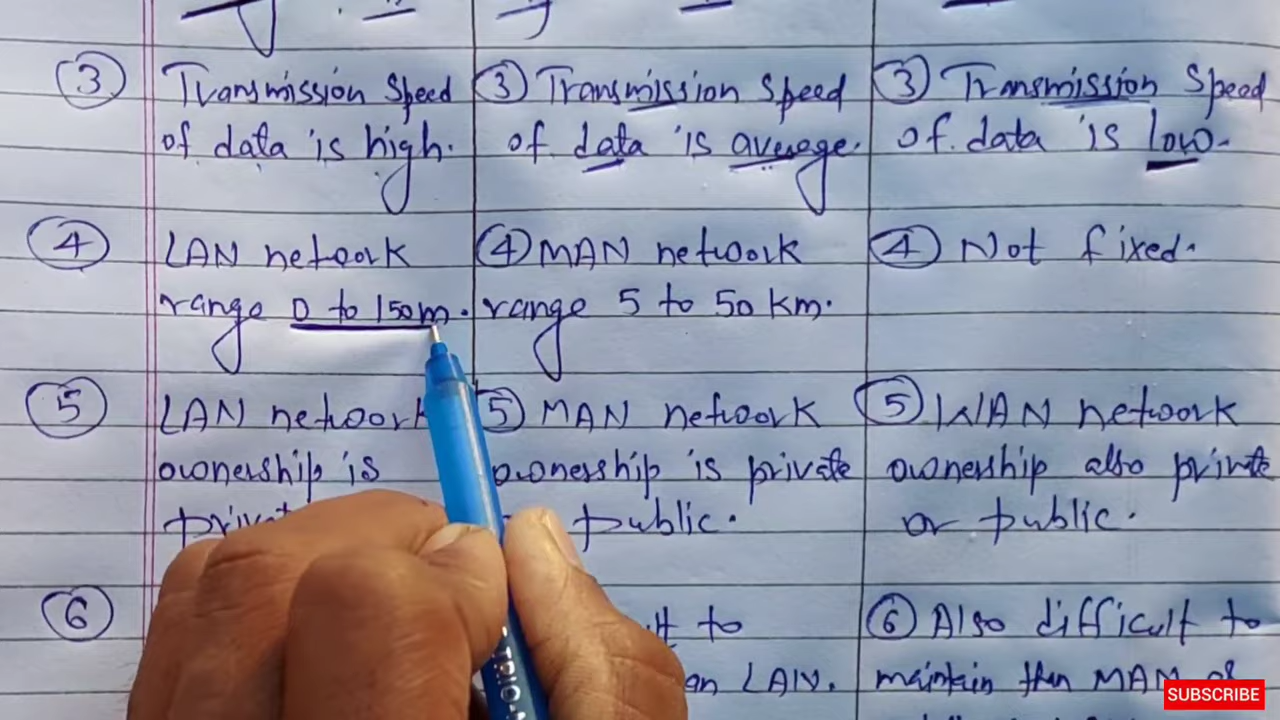 ③ Transmission Speed
of data is high.
③ Transmission Speed
of data is average.
③ Transmission Speed
of data is low.
④ LAN network
range 0 to 150m.
④ MAN network
range 5 to 50 km.
④ Not fixed.
⑤ LAN network
ownership is
⑤ MAN network
ownership is private
public.
⑤ WAN network
ownership also private
or public.
⑥
to
LAN.
⑥ Also difficult to
maintain then MAN
SUBSCRIBE